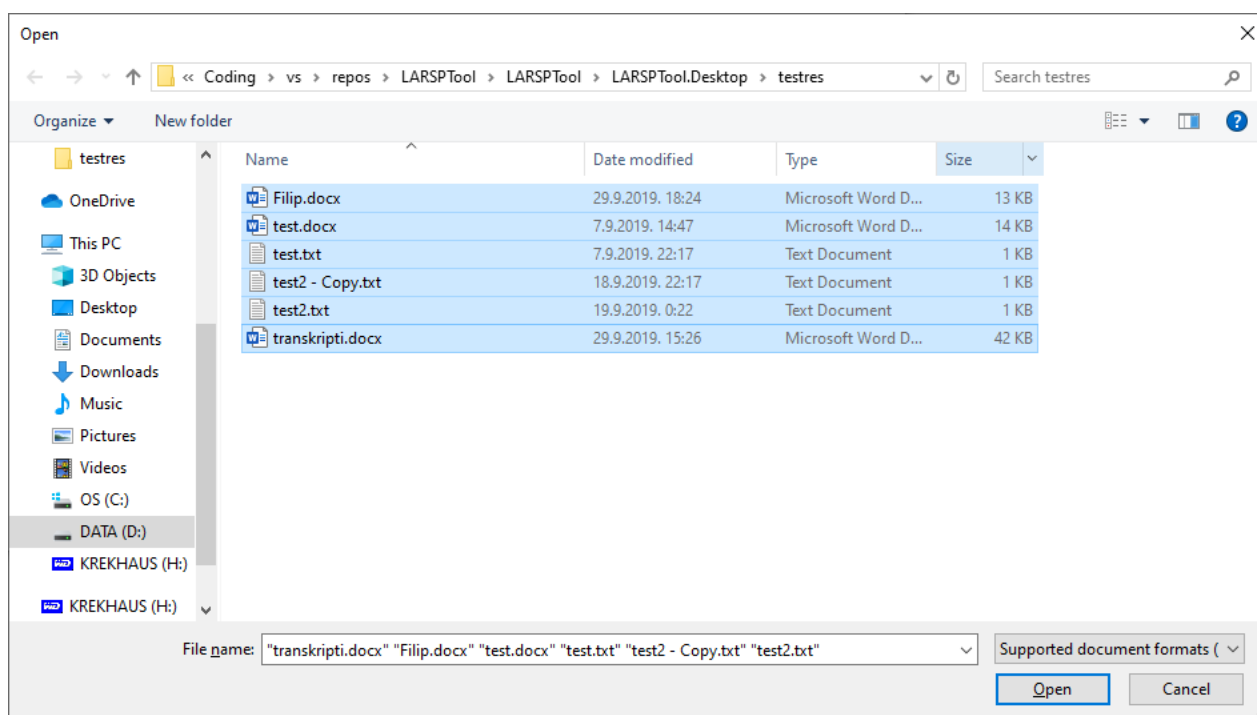 Open
« Coding > vs > repos > LARSPTool > LARSPTool > LARSPTool.Desktop > testres
Search testres
Organize
New folder
testres
OneDrive
This PC
3D Objects
Desktop
Documents
Downloads
Music
Pictures
Videos
OS (C:)
DATA (D:)
KREKHAUS (H:)
KREKHAUS (H:)
Name Date modified Type Size
Filip.docx 29.9.2019. 18:24 Microsoft Word D... 13 KB
test.docx 7.9.2019. 14:47 Microsoft Word D... 14 KB
test.txt 7.9.2019. 22:17 Text Document 1 KB
test2 - Copy.txt 18.9.2019. 22:17 Text Document 1 KB
test2.txt 19.9.2019. 0:22 Text Document 1 KB
transkripti.docx 29.9.2019. 15:26 Microsoft Word D... 42 KB
File name: "transkripti.docx" "Filip.docx" "test.docx" "test.txt" "test2 - Copy.txt" "test2.txt"
Supported document formats (
Open Cancel